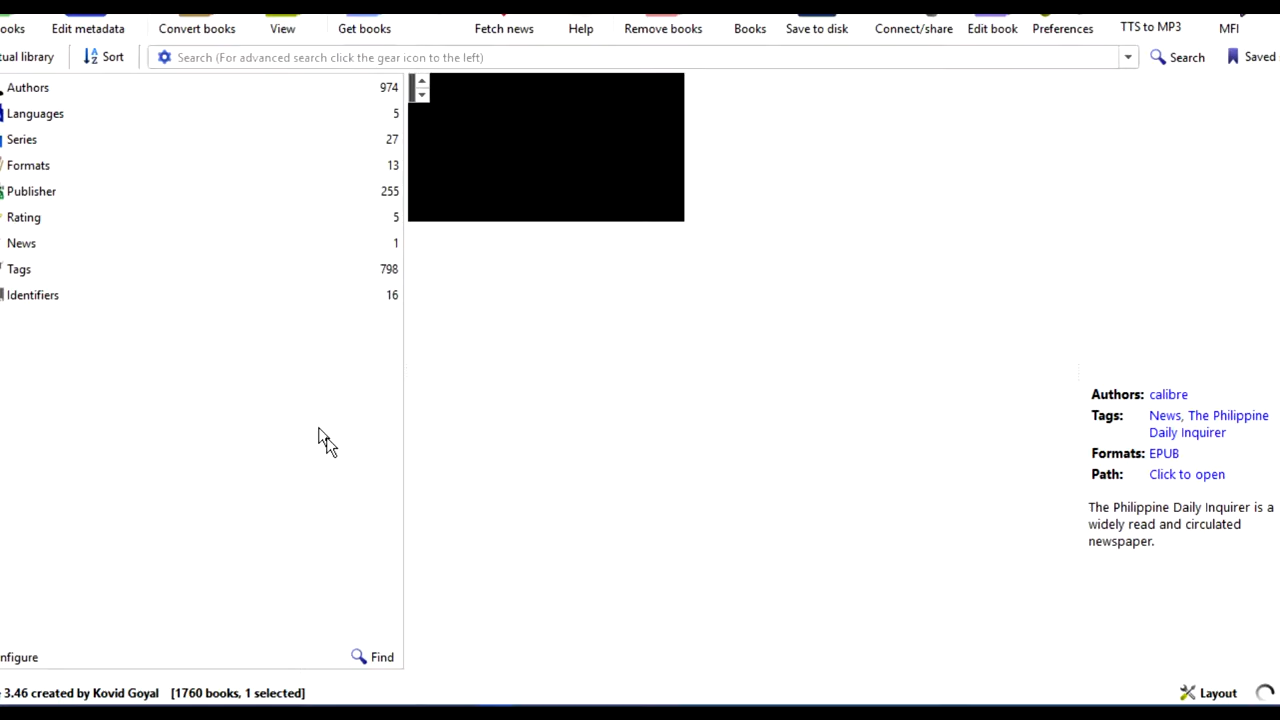 ooks Edit metadata Convert books View Get books Fetch news Help Remove books Books Save to disk Connect/share Edit book Preferences TTS to MP3 MFI
tual library Sort Search (For advanced search click the gear icon to the left) Search Saved
Authors 974
Languages 5
Series 27
Formats 13
Publisher 255
Rating 5
News 1
Tags 798
Identifiers 16
Authors: calibre
Tags: News, The Philippine
Daily Inquirer
Formats: EPUB
Path: Click to open
The Philippine Daily Inquirer is a
widely read and circulated
newspaper.
nfigure Find
3.46 created by Kovid Goyal [1760 books, 1 selected] Layout